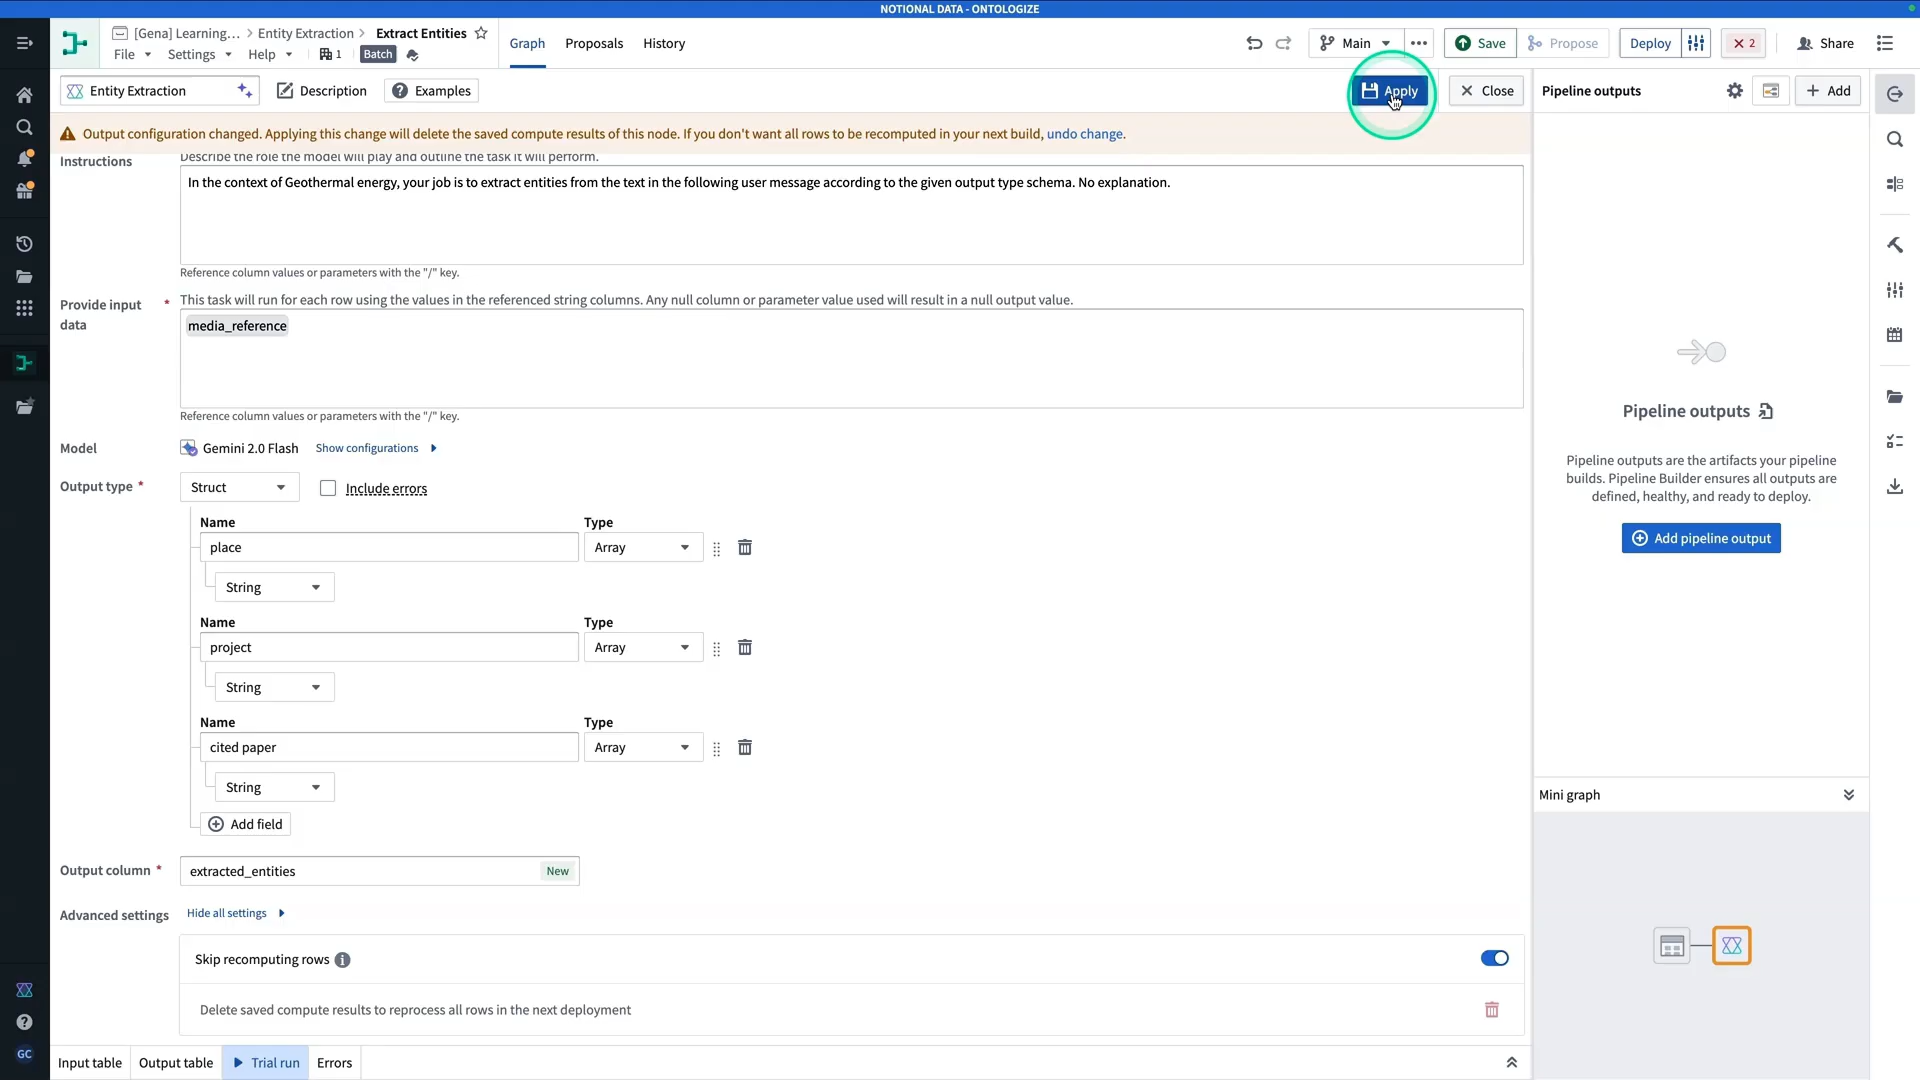 NOTIONAL DATA - ONTOLOGIZE
[Gena] Learning... > Entity Extraction > Extract Entities
File Settings Help 1 Batch
Graph Proposals History
Main Save Propose Deploy 2 Share
Entity Extraction Description Examples
Apply Close
Pipeline outputs Add
Output configuration changed. Applying this change will delete the saved compute results of this node. If you don't want all rows to be recomputed in your next build, undo change.
Instructions
Describe the role the model will play and outline the task it will perform.
In the context of Geothermal energy, your job is to extract entities from the text in the following user message according to the given output type schema. No explanation.
Reference column values or parameters with the "/" key.
Provide input data *
This task will run for each row using the values in the referenced string columns. Any null column or parameter value used will result in a null output value.
media_reference
Reference column values or parameters with the "/" key.
Model Gemini 2.0 Flash Show configurations
Output type * Struct Include errors
Name Type
place Array
String
Name Type
project Array
String
Name Type
cited paper Array
String
Add field
Output column * extracted_entities New
Advanced settings Hide all settings
Skip recomputing rows
Delete saved compute results to reprocess all rows in the next deployment
Input table Output table Trial run Errors
Pipeline outputs
Pipeline outputs are the artifacts your pipeline
builds. Pipeline Builder ensures all outputs are
defined, healthy, and ready to deploy.
Add pipeline output
Mini graph
GC